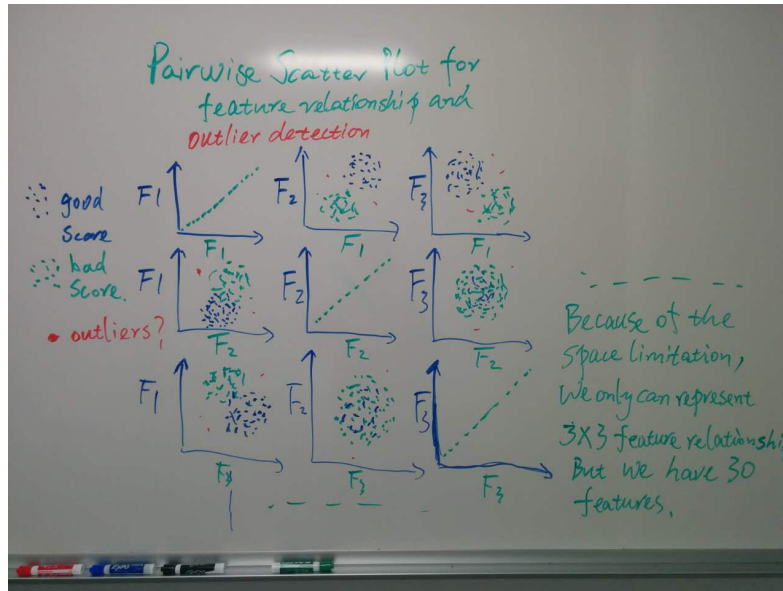 Pairwise Scatter Plot for
feature relationship and
outlier detection
good
Score
bad
Score.
• outliers?
F1
F1
F2
F1
F3
F1
F1
F2
F2
F2
F3
F2
F1
F3
F2
F3
F3
F3
Because of the
space limitation,
We only can represent
3X3 feature relationship
But we have 30
features.